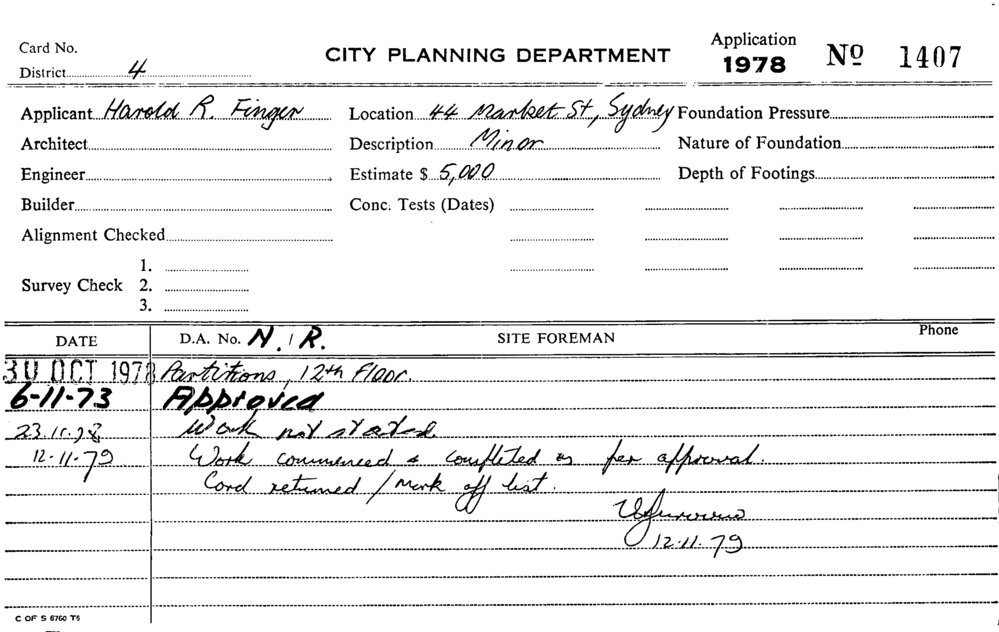 Card No.
District 4
CITY PLANNING DEPARTMENT
Application
1978
Nº 1407
Applicant Harold R. Finger
Location 44 Market St, Sydney
Foundation Pressure
Architect
Description Minor
Nature of Foundation
Engineer
Estimate $ 5,000
Depth of Footings
Builder
Conc. Tests (Dates)
Alignment Checked
Survey Check 1.
2.
3.
DATE
D.A. No. N.I R.
SITE FOREMAN
Phone
30 OCT 1978 Partitions, 12th Floor.
6-11-73 Approved
23.11.78 Work not started
12-11-79 Work commenced & completed as per approval.
Card returned / Mark off list.
12.11.79
C OF S 6760 T5